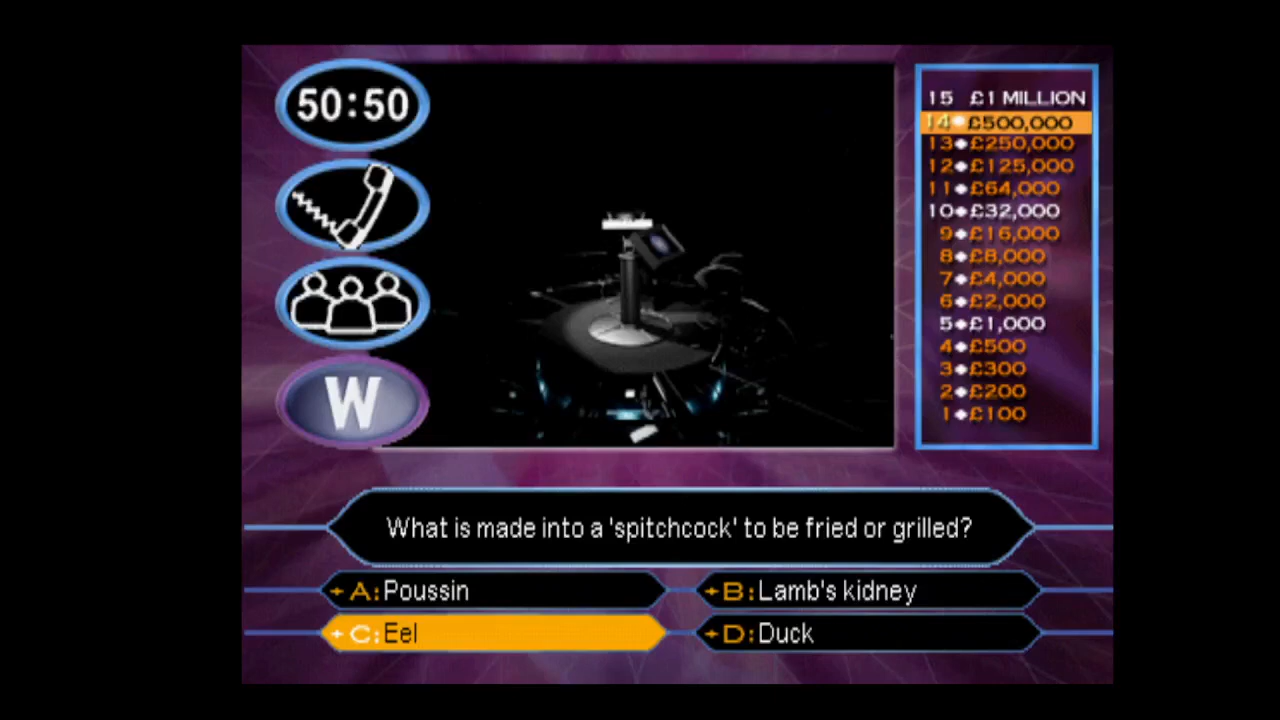 50:50
W
15 £1 MILLION
14◆£500,000
13◆£250,000
12◆£125,000
11◆£64,000
10◆£32,000
9◆£16,000
8◆£8,000
7◆£4,000
6◆£2,000
5◆£1,000
4◆£500
3◆£300
2◆£200
1◆£100
What is made into a 'spitchcock' to be fried or grilled?
A: Poussin
B: Lamb's kidney
C: Eel
D: Duck